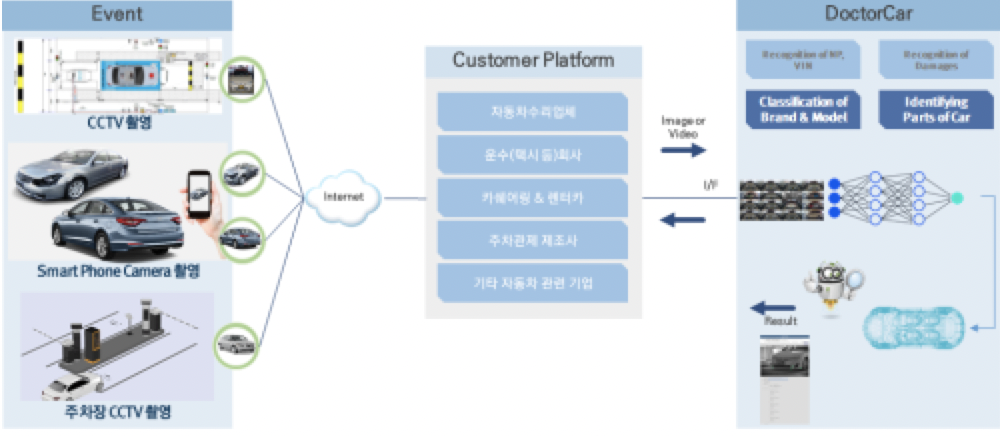 Event
CCTV 촬영
Smart Phone Camera 촬영
주차장 CCTV 촬영
Internet
Customer Platform
자동차수리업체
운수(택시 등)회사
카쉐어링 & 렌터카
주차관제 제조사
기타 자동차 관련 기업
Image or
Video
I/F
DoctorCar
Recognition of NP,
VIN
Recognition of
Damages
Classification of
Brand & Model
Identifying
Parts of Car
Result